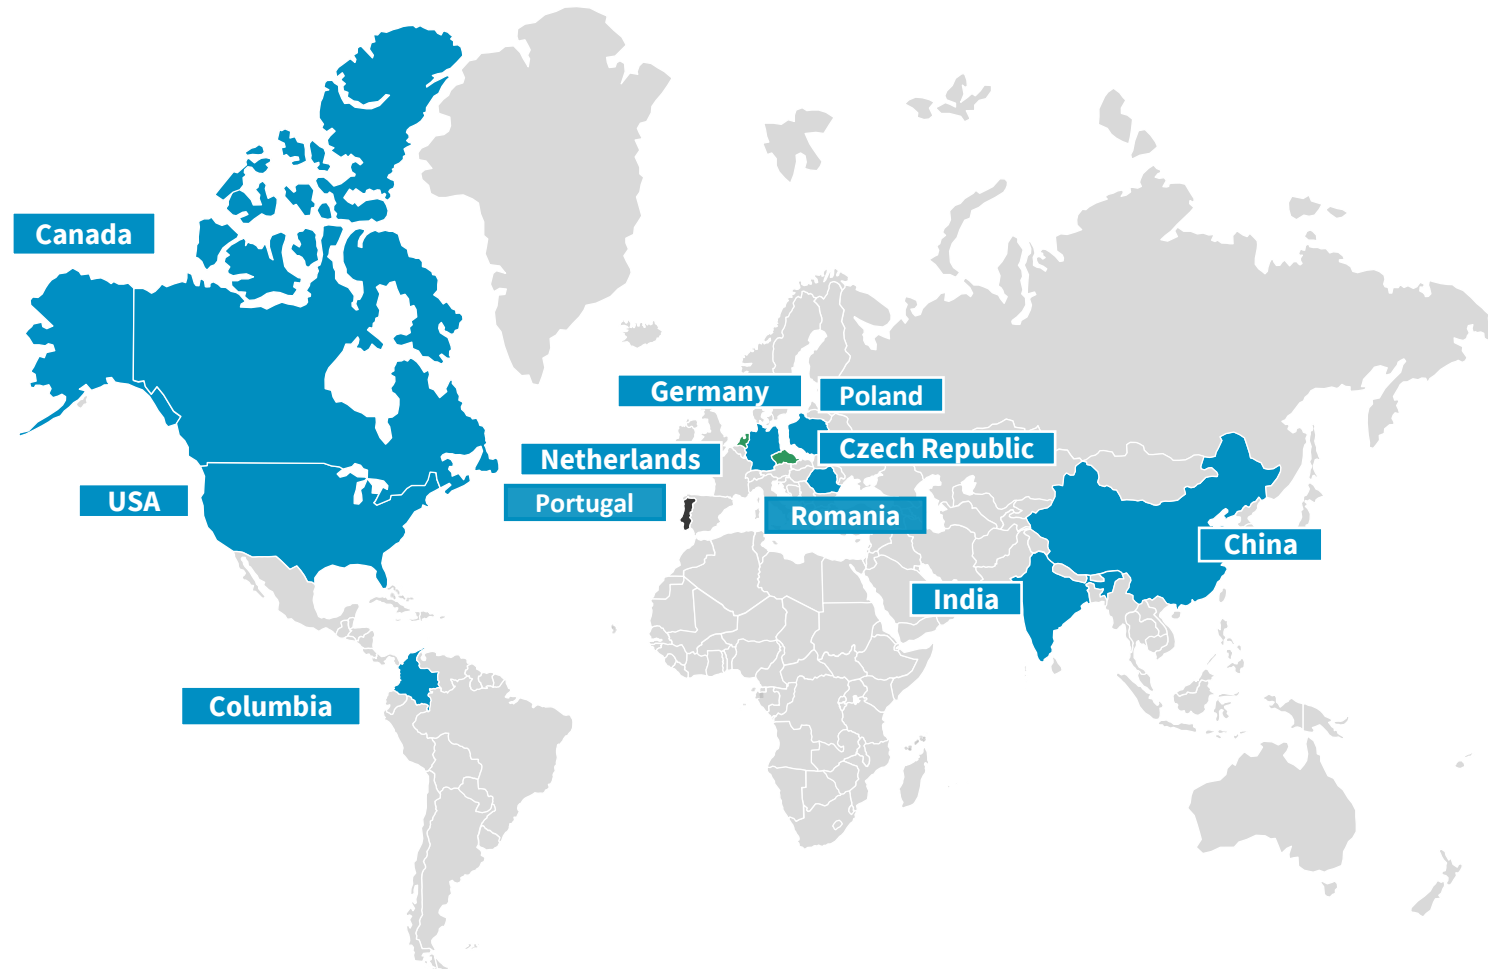 Canada
Germany
Poland
Czech Republic
Netherlands
USA
Portugal
Romania
China
India
Columbia